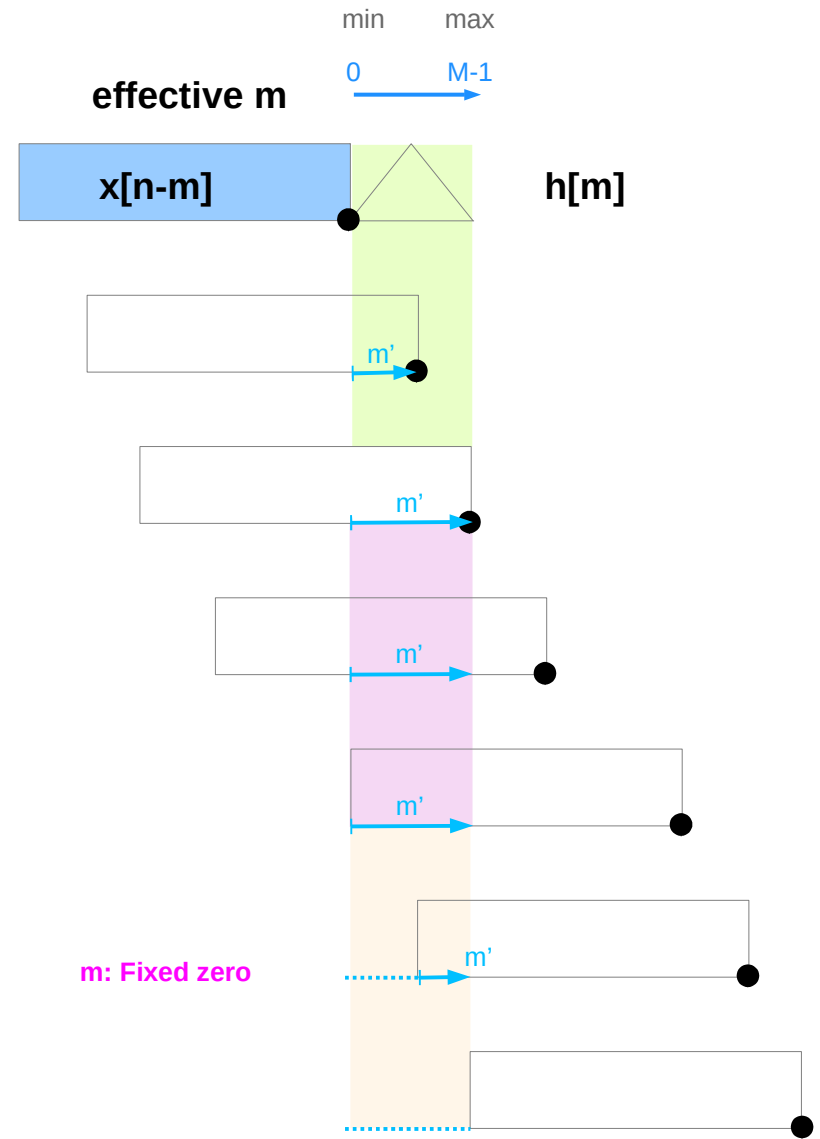 min max
0 M-1
effective m
x[n-m] h[m]
m’
m’
m’
m’
m’
m: Fixed zero